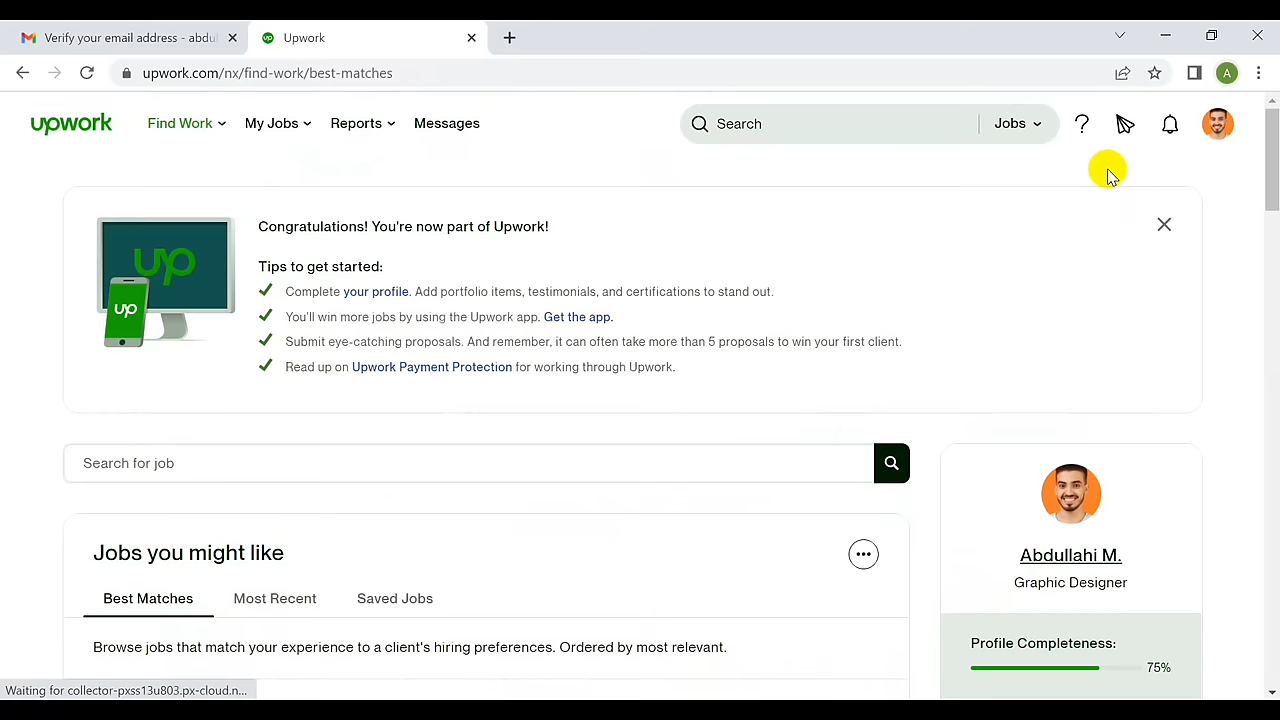 Verify your email address - abdul
Upwork
upwork.com/nx/find-work/best-matches
A
upwork
Find Work
My Jobs
Reports
Messages
Search
Jobs
up
up
Congratulations! You're now part of Upwork!
Tips to get started:
Complete your profile. Add portfolio items, testimonials, and certifications to stand out.
You'll win more jobs by using the Upwork app. Get the app.
Submit eye-catching proposals. And remember, it can often take more than 5 proposals to win your first client.
Read up on Upwork Payment Protection for working through Upwork.
Search for job
Jobs you might like
Best Matches
Most Recent
Saved Jobs
Browse jobs that match your experience to a client's hiring preferences. Ordered by most relevant.
Abdullahi M.
Graphic Designer
Profile Completeness:
75%
Waiting for collector-pxss13u803.px-cloud.n...